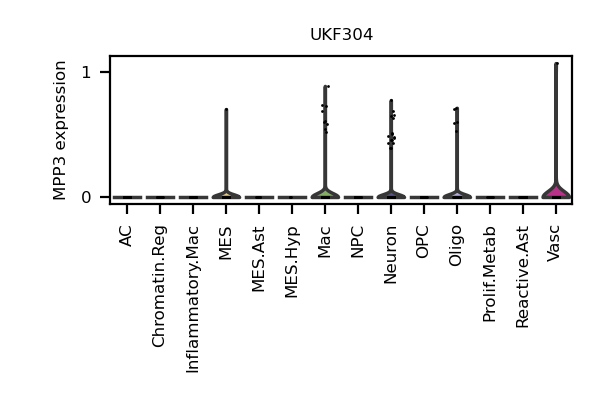 UKF304
MPP3 expression
1
0
AC
Chromatin.Reg
Inflammatory.Mac
MES
MES.Ast
MES.Hyp
Mac
NPC
Neuron
OPC
Oligo
Prolif.Metab
Reactive.Ast
Vasc